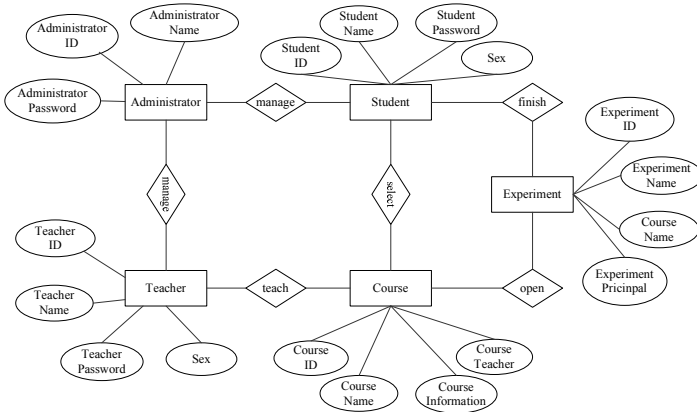 Administrator
ID
Administrator
Name
Student
Name
Student
Password
Student
ID
Sex
Administrator
Password
Administrator
manage
Student
finish
Experiment
ID
Experiment
Name
manage
select
Experiment
Course
Name
Teacher
ID
Experiment
Pricinpal
Teacher
teach
Course
open
Teacher
Name
Teacher
Password
Sex
Course
ID
Course
Teacher
Course
Name
Course
Information